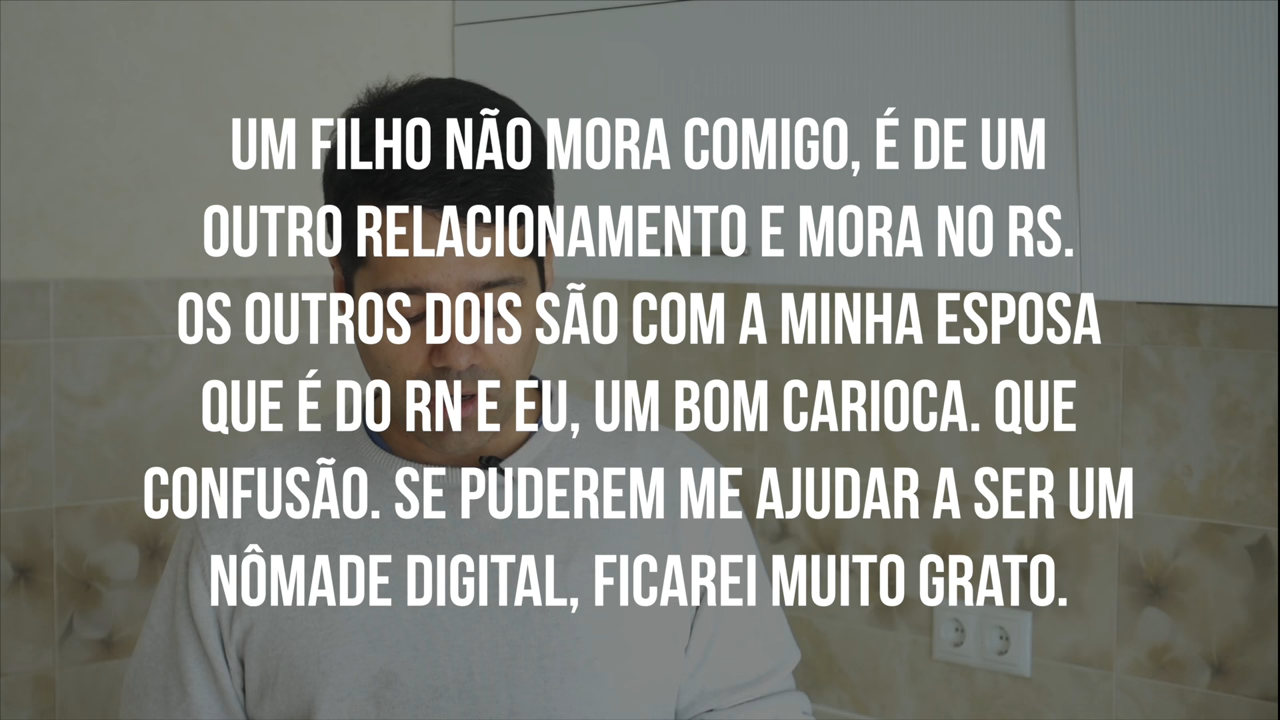 UM FILHO NÃO MORA COMIGO, É DE UM
OUTRO RELACIONAMENTO E MORA NO RS.
OS OUTROS DOIS SÃO COM A MINHA ESPOSA
QUE É DO RN E EU, UM BOM CARIOCA. QUE
CONFUSÃO. SE PUDEREM ME AJUDAR A SER UM
NÔMADE DIGITAL, FICAREI MUITO GRATO.